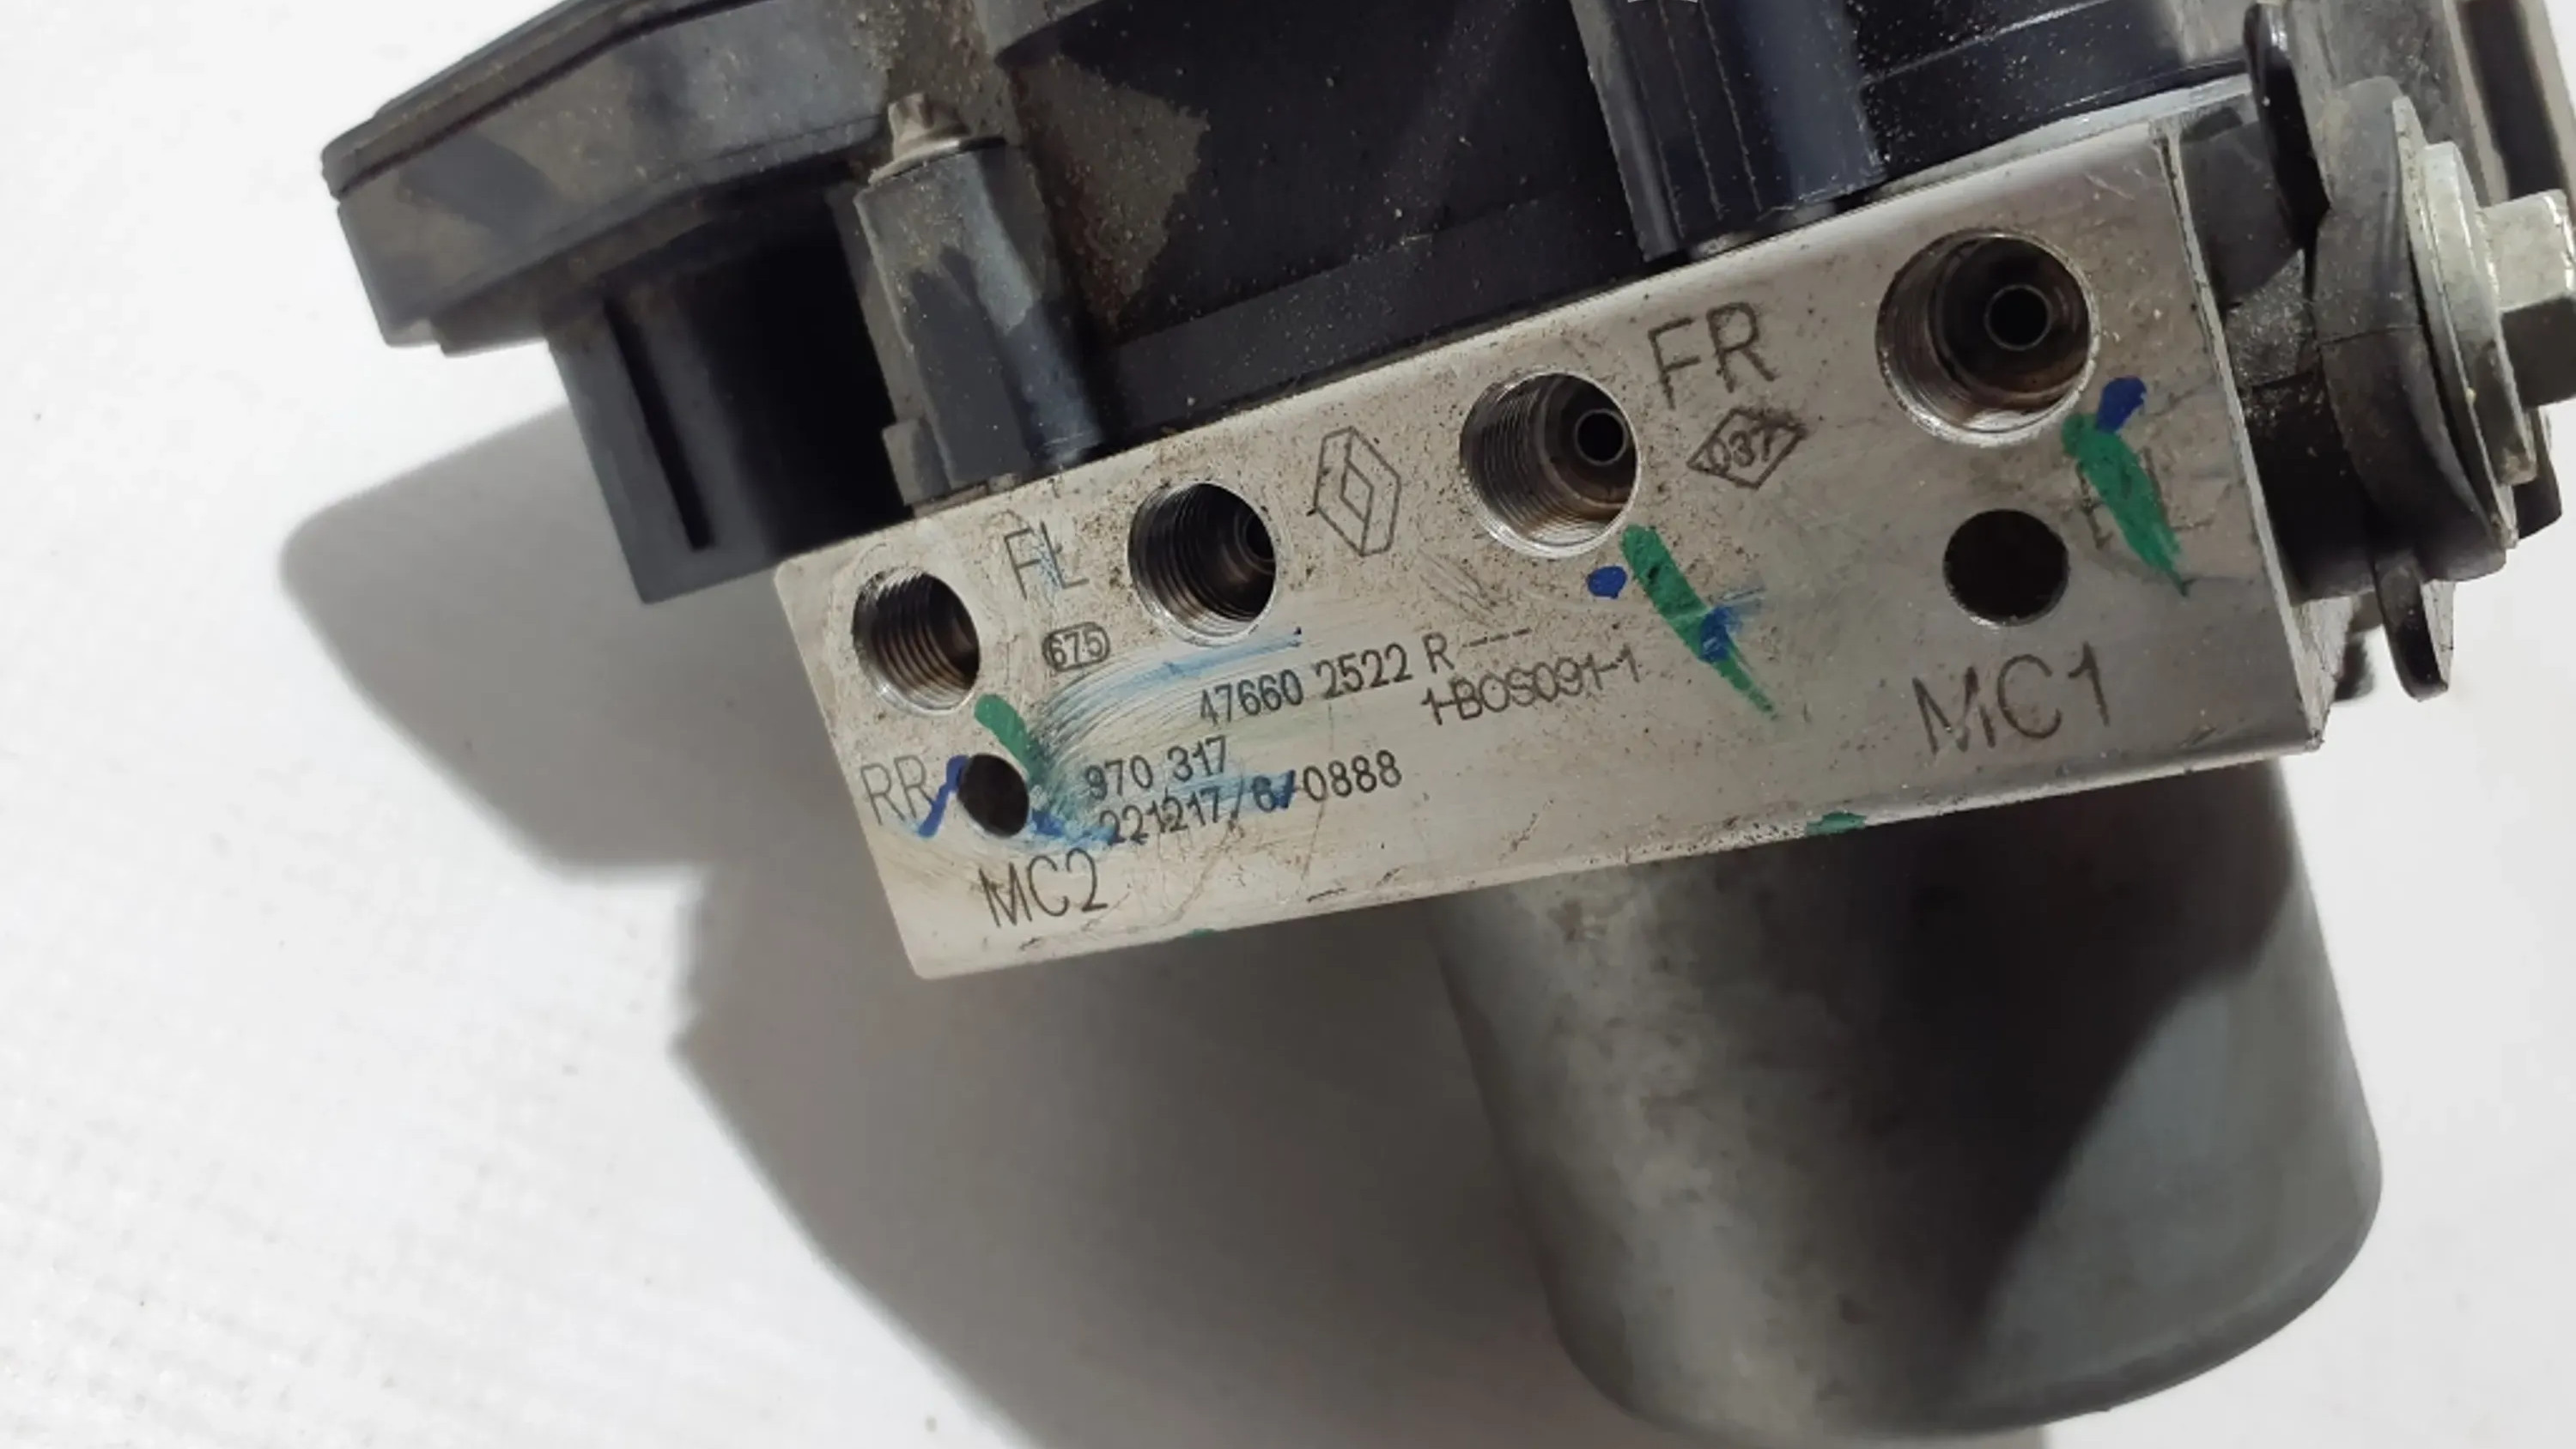 FR
037
FL
675
47660 2522 R ---
1-BOS091-1
RR
970 317
221217/6/0888
MC1
MC2